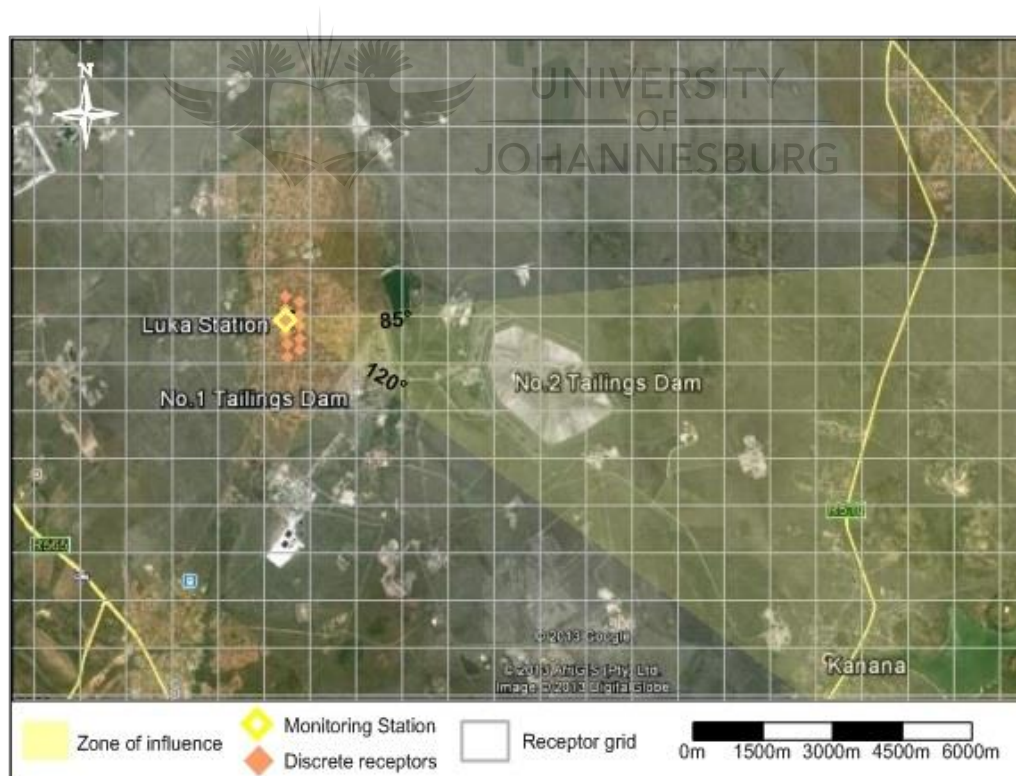 N
UNIVERSITY
OF
JOHANNESBURG
Luka Station
85°
120°
No.1 Tailings Dam
No.2 Tailings Dam
R510
R565
© 2013 Google
© 2013 AfriGIS (Pty) Ltd.
Image © 2013 DigitalGlobe
Kanana
Zone of influence
Monitoring Station
Discrete receptors
Receptor grid
0m 1500m 3000m 4500m 6000m